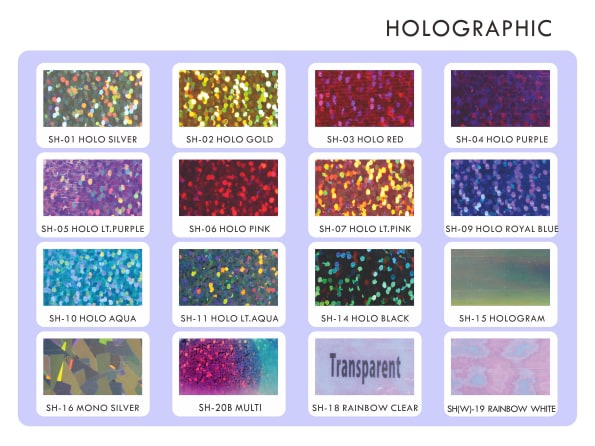 HOLOGRAPHIC
SH-01 HOLO SILVER
SH-02 HOLO GOLD
SH-03 HOLO RED
SH-04 HOLO PURPLE
SH-05 HOLO LT.PURPLE
SH-06 HOLO PINK
SH-07 HOLO LT.PINK
SH-09 HOLO ROYAL BLUE
SH-10 HOLO AQUA
SH-11 HOLO LT.AQUA
SH-14 HOLO BLACK
SH-15 HOLOGRAM
SH-16 MONO SILVER
SH-20B MULTI
Transparent
SH-18 RAINBOW CLEAR
SH(W)-19 RAINBOW WHITE